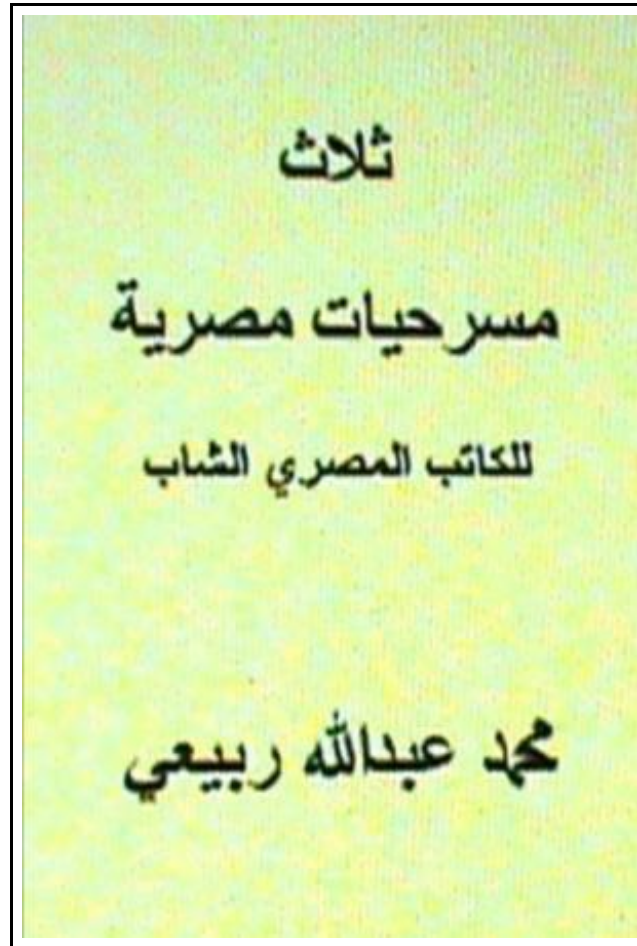 ثلاث
مسرحيات مصرية
للكاتب المصري الشاب
محمد عبدالله ربيعي